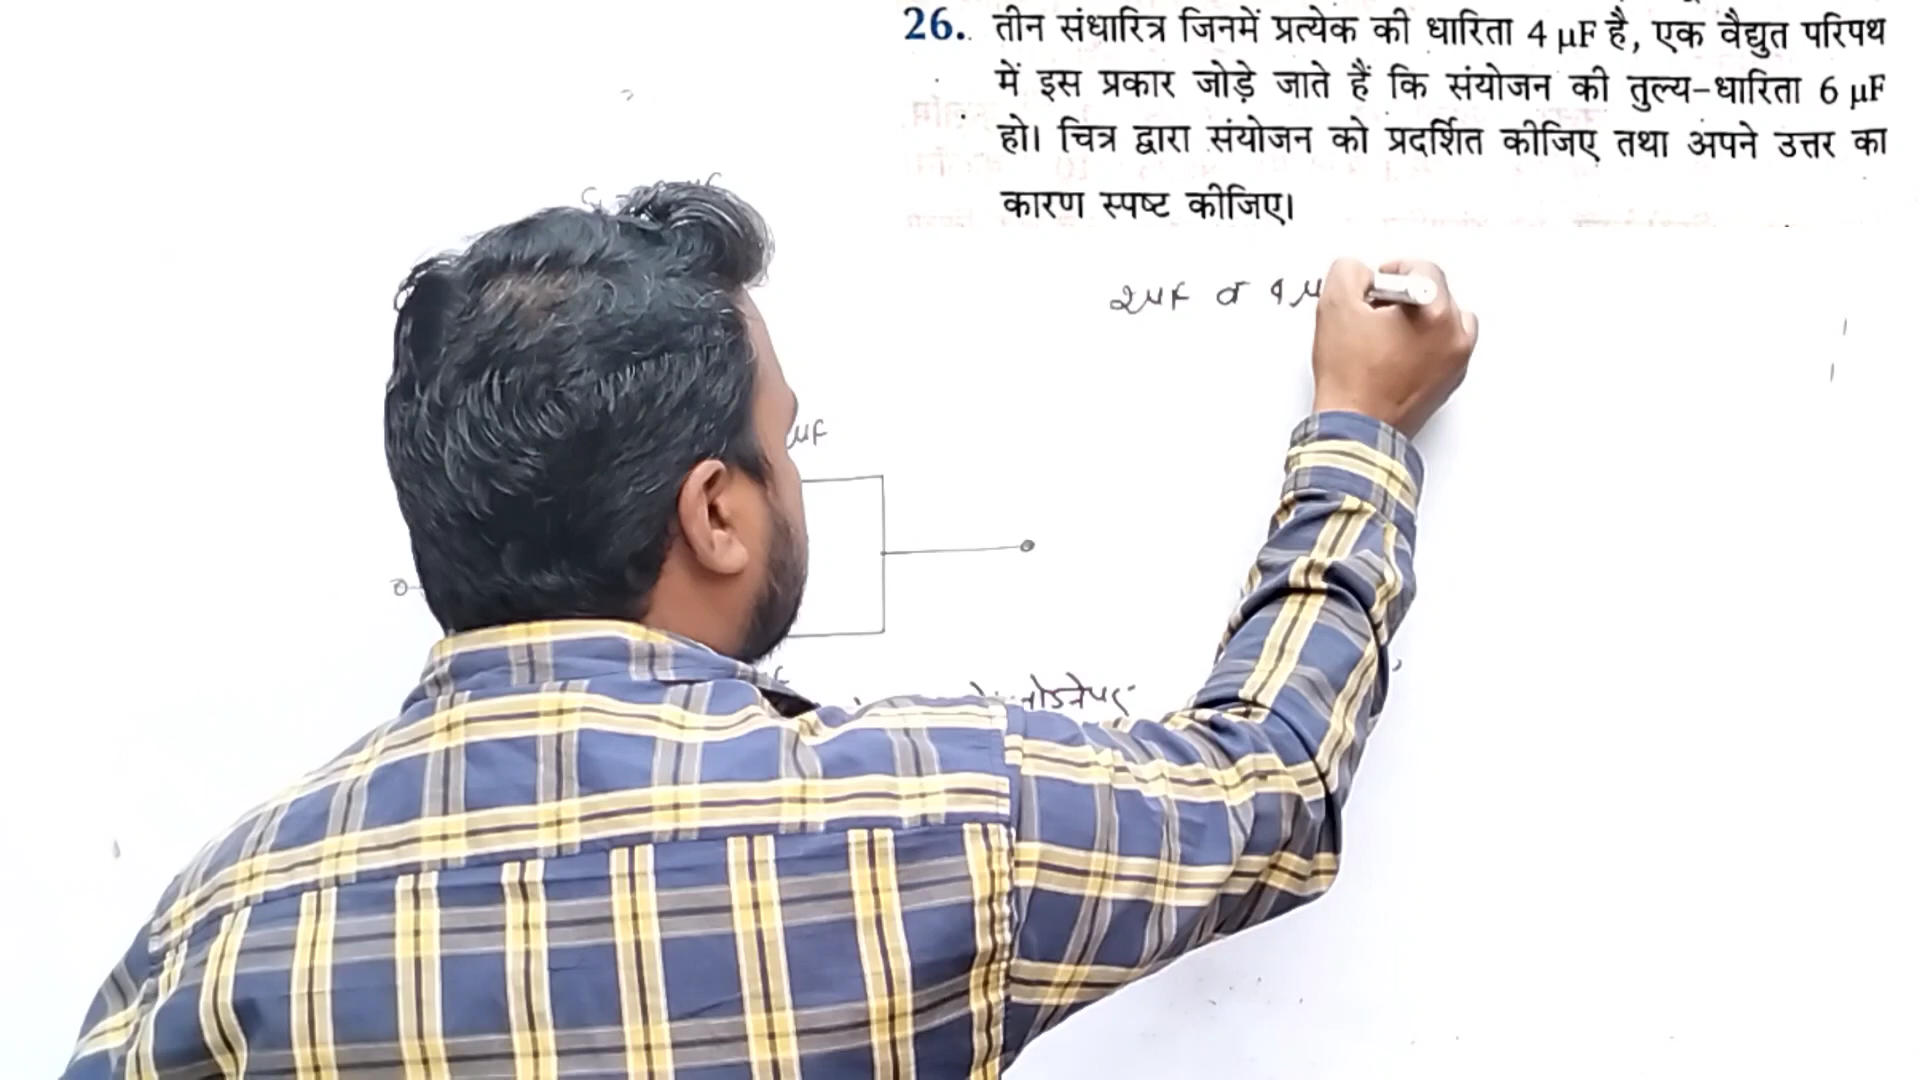 26. तीन संधारित्र जिनमें प्रत्येक की धारिता 4 μF है, एक वैद्युत परिपथ
में इस प्रकार जोड़े जाते हैं कि संयोजन की तुल्य-धारिता 6 μF
हो। चित्र द्वारा संयोजन को प्रदर्शित कीजिए तथा अपने उत्तर का
कारण स्पष्ट कीजिए।
2μF व 4μ
μF